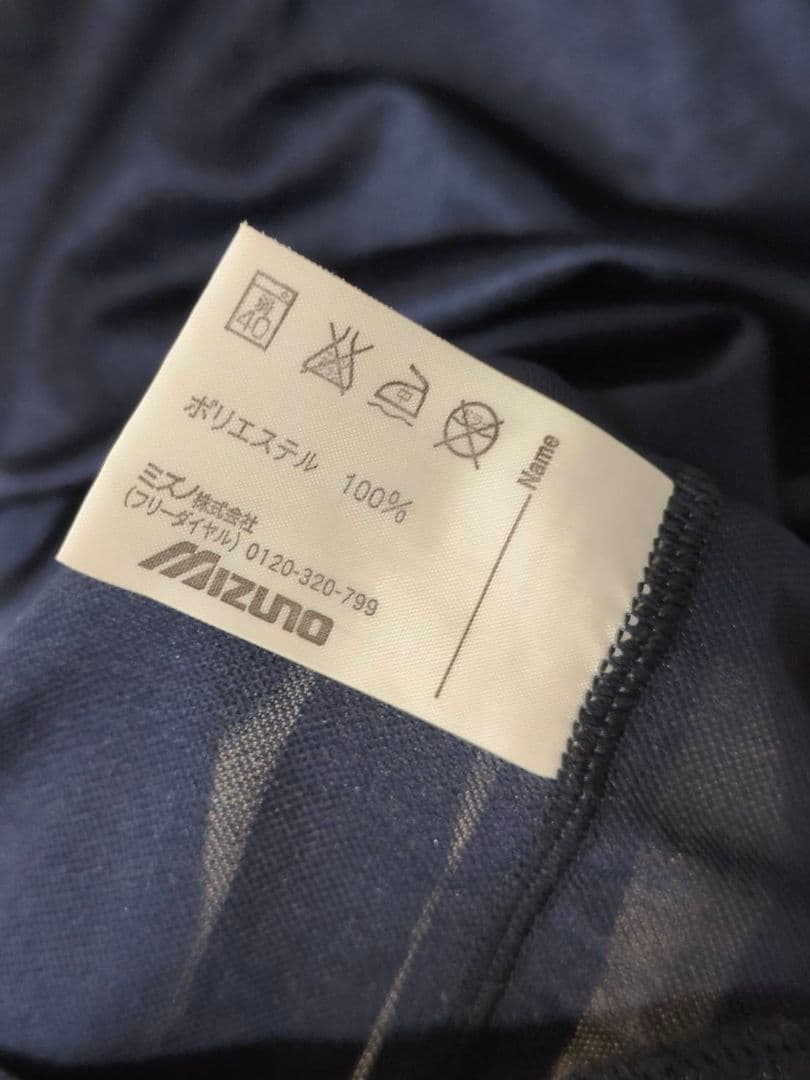 弱
40
中
ポリエステル 100%
ミズノ株式会社
(フリーダイヤル) 0120-320-799
MIZUNO
Name